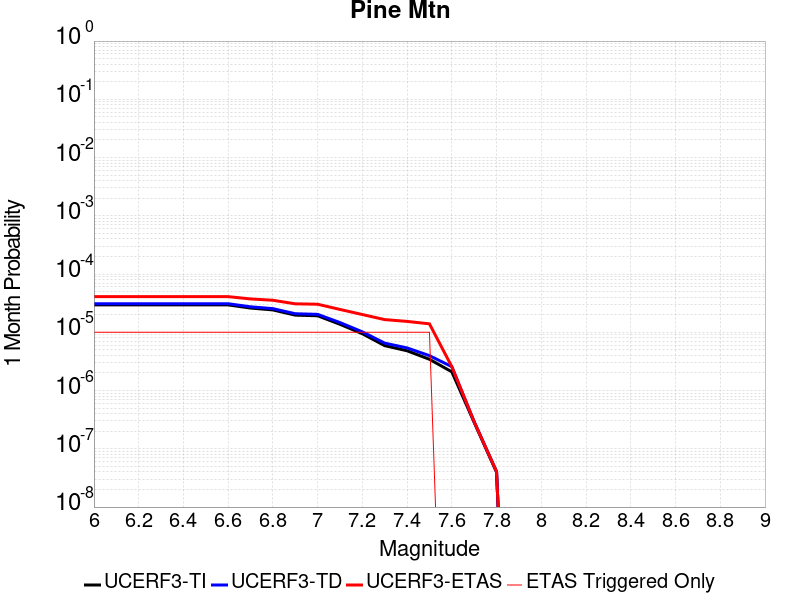 Pine Mtn
10^0
10^-1
10^-2
10^-3
10^-4
10^-5
10^-6
10^-7
10^-8
1 Month Probability
6 6.2 6.4 6.6 6.8 7 7.2 7.4 7.6 7.8 8 8.2 8.4 8.6 8.8 9
Magnitude
UCERF3-TI UCERF3-TD UCERF3-ETAS ETAS Triggered Only